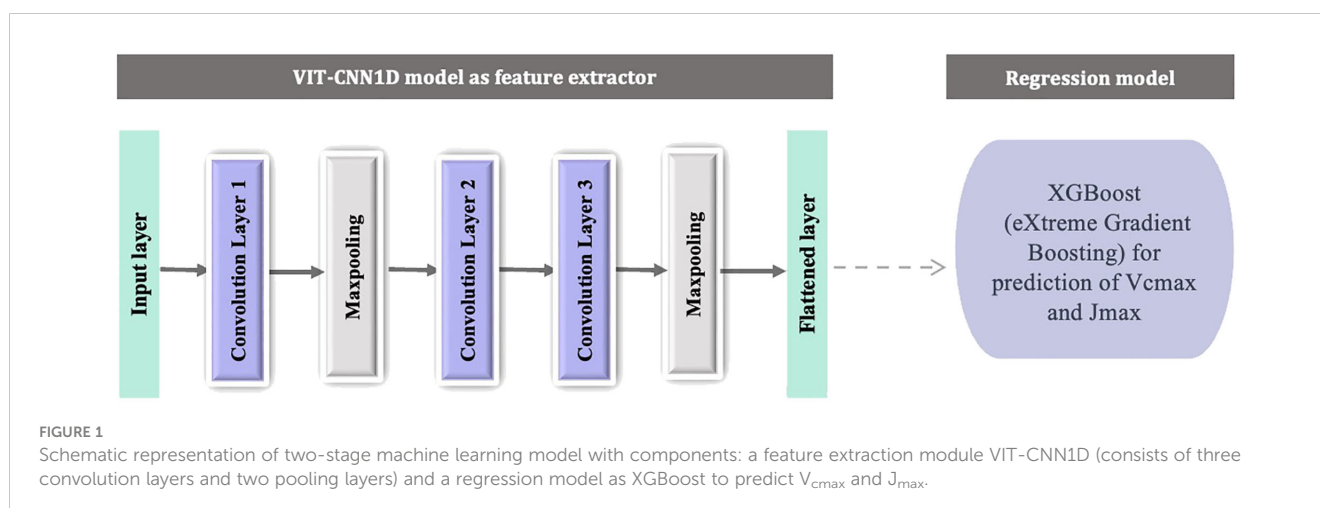 VIT-CNN1D model as feature extractor
Regression model
Input layer
Convolution Layer 1
Maxpooling
Convolution Layer 2
Convolution Layer 3
Maxpooling
Flattened layer
XGBoost
(eXtreme Gradient
Boosting) for
prediction of Vcmax
and Jmax
FIGURE 1
Schematic representation of two-stage machine learning model with components: a feature extraction module VIT-CNN1D (consists of three
convolution layers and two pooling layers) and a regression model as XGBoost to predict Vcmax and Jmax.